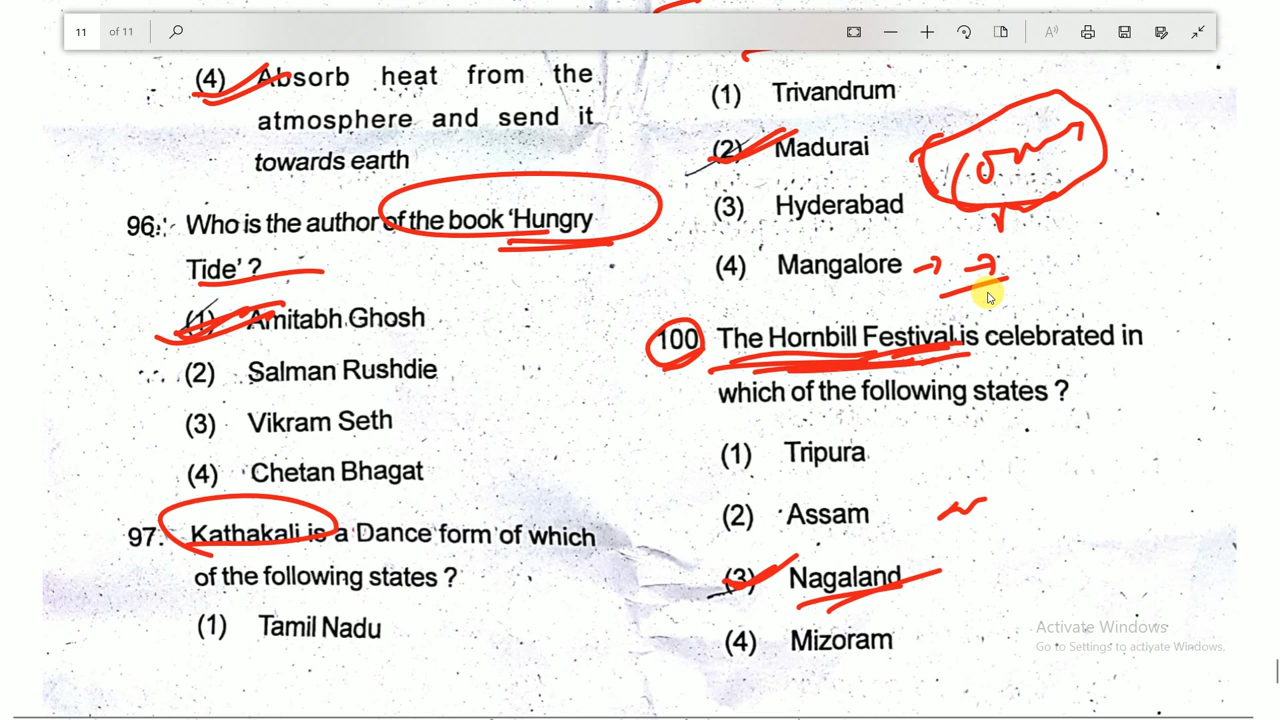 11 of 11
(4) Absorb heat from the
atmosphere and send it
towards earth
96. Who is the author of the book ‘Hungry
Tide’ ?
(1) Amitabh Ghosh
(2) Salman Rushdie
(3) Vikram Seth
(4) Chetan Bhagat
97. Kathakali is a Dance form of which
of the following states ?
(1) Tamil Nadu
(1) Trivandrum
(2) Madurai
(3) Hyderabad
(4) Mangalore
100 The Hornbill Festival is celebrated in
which of the following states ?
(1) Tripura
(2) Assam
(3) Nagaland
(4) Mizoram
Activate Windows
Go to Settings to activate Windows.